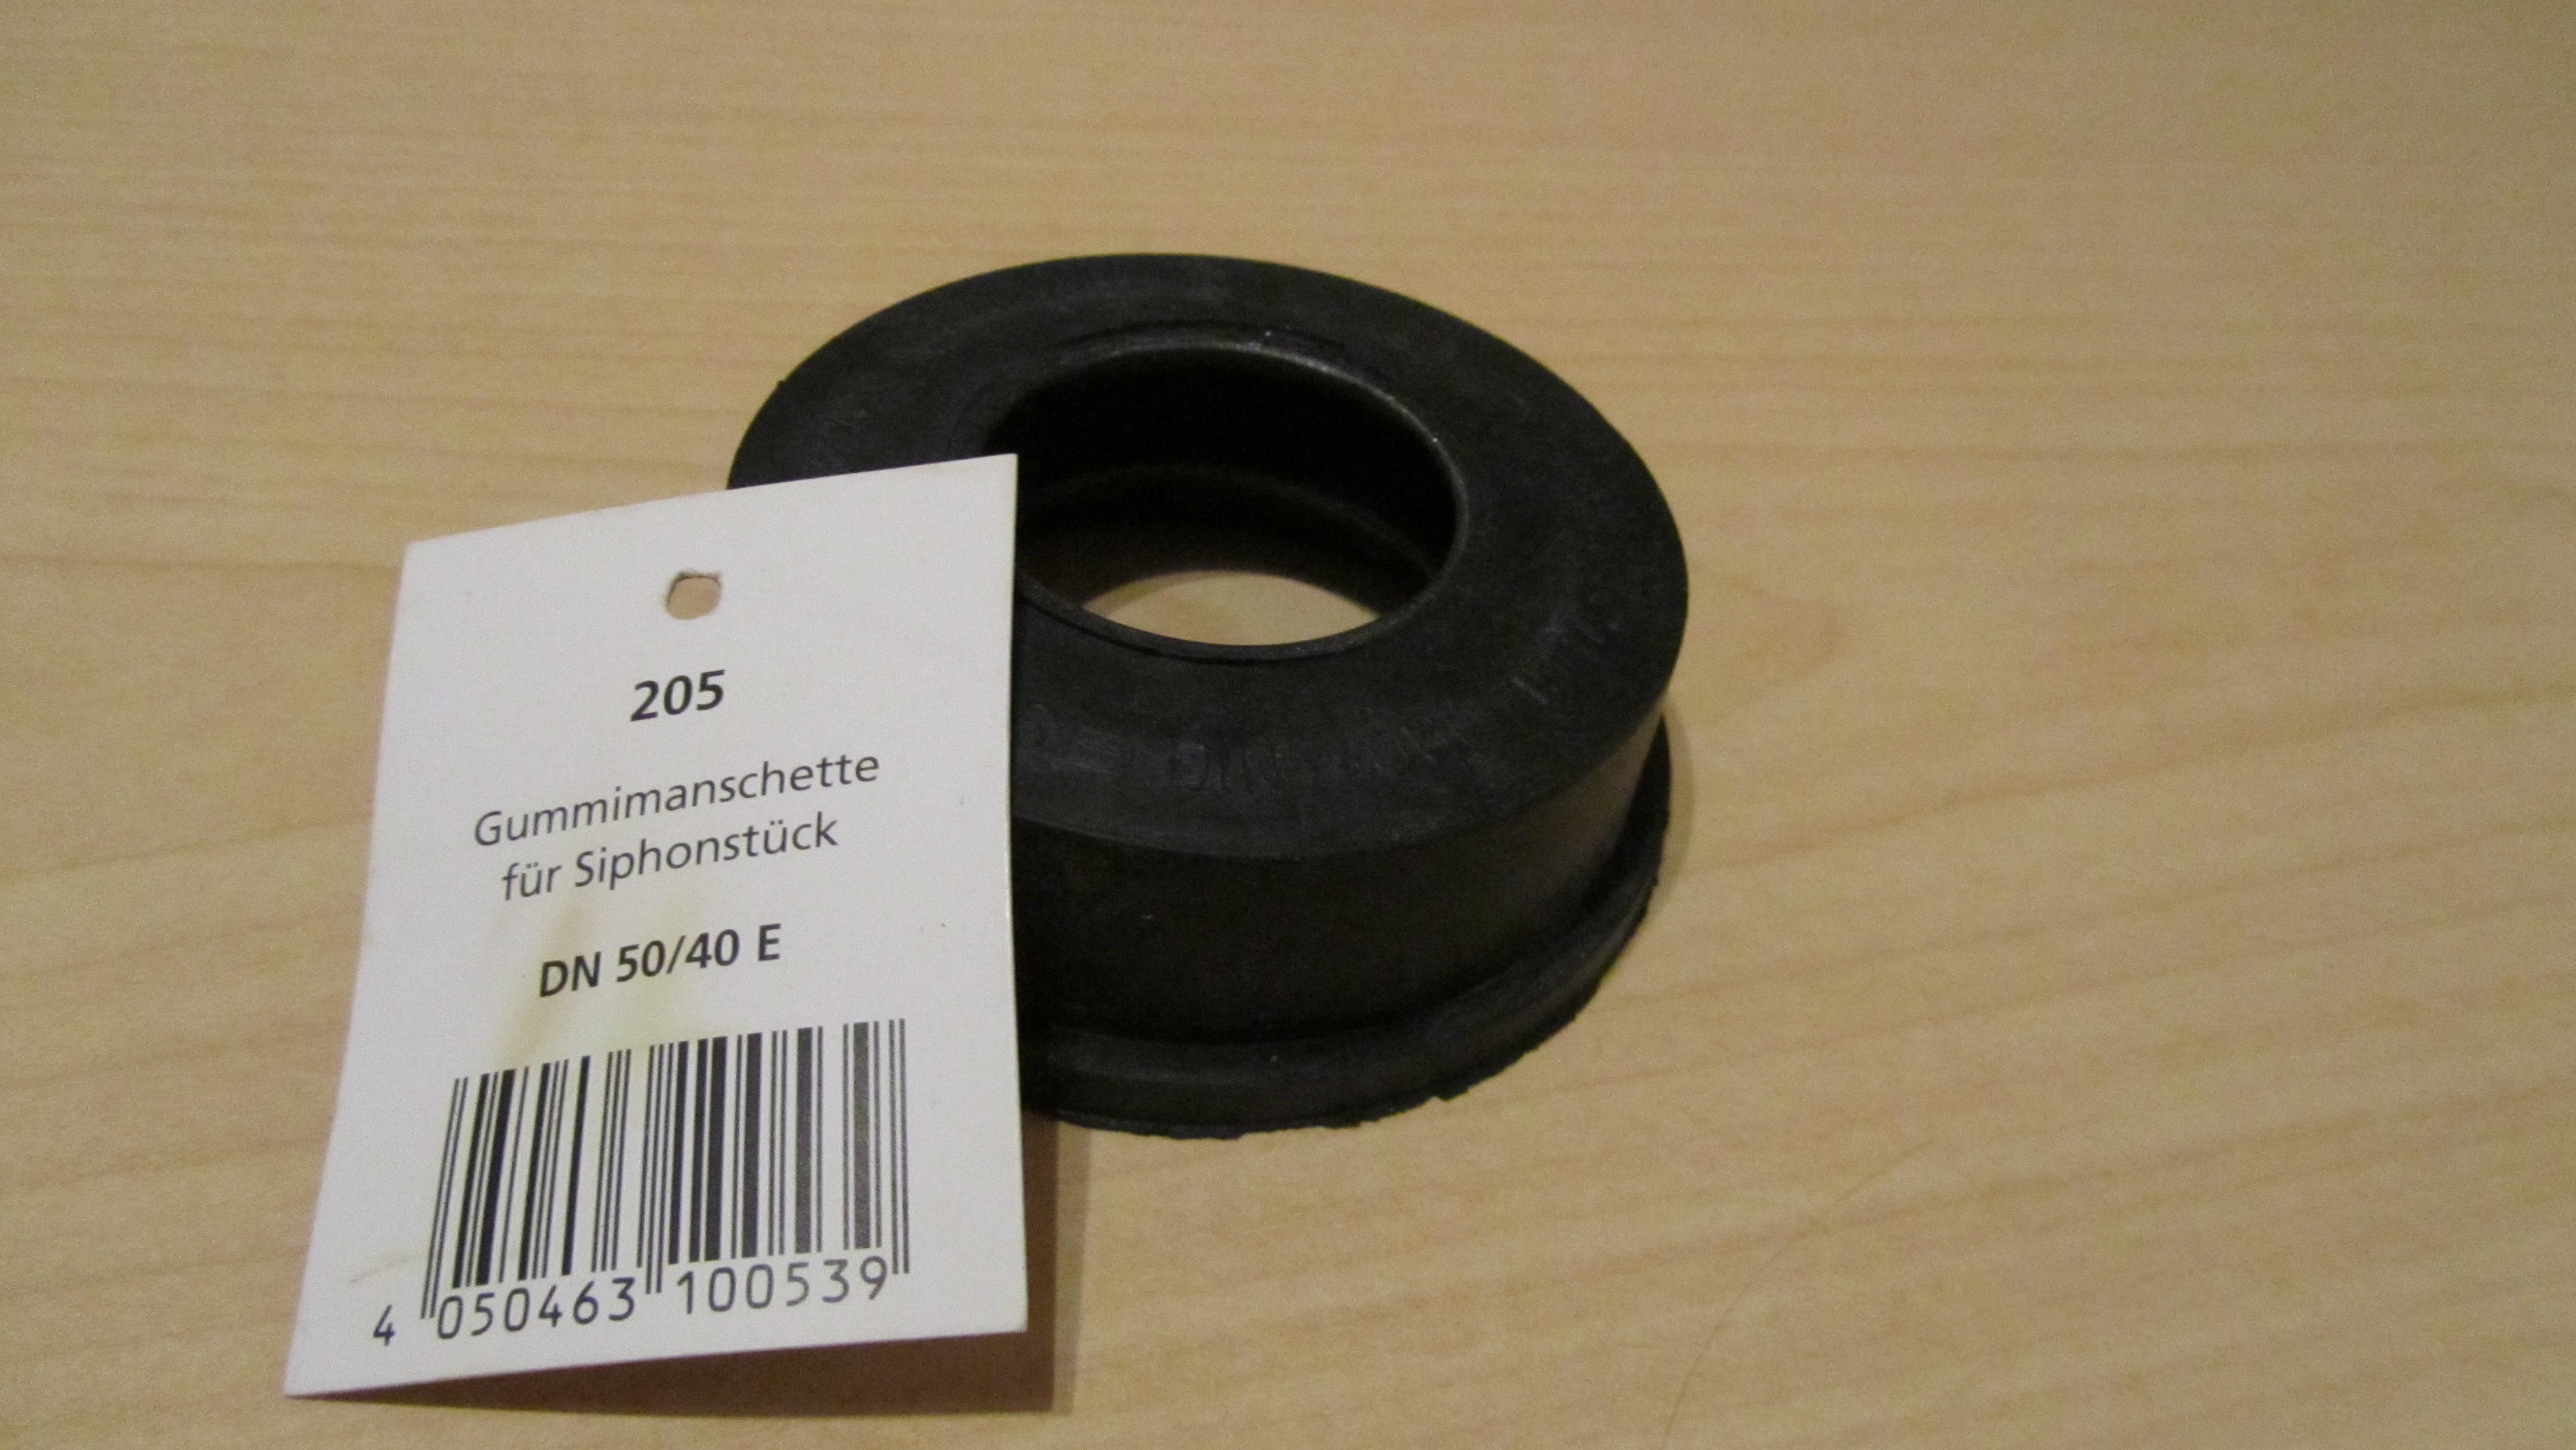 205
Gummimanschette
für Siphonstück
DN 50/40 E
4 050463 100539